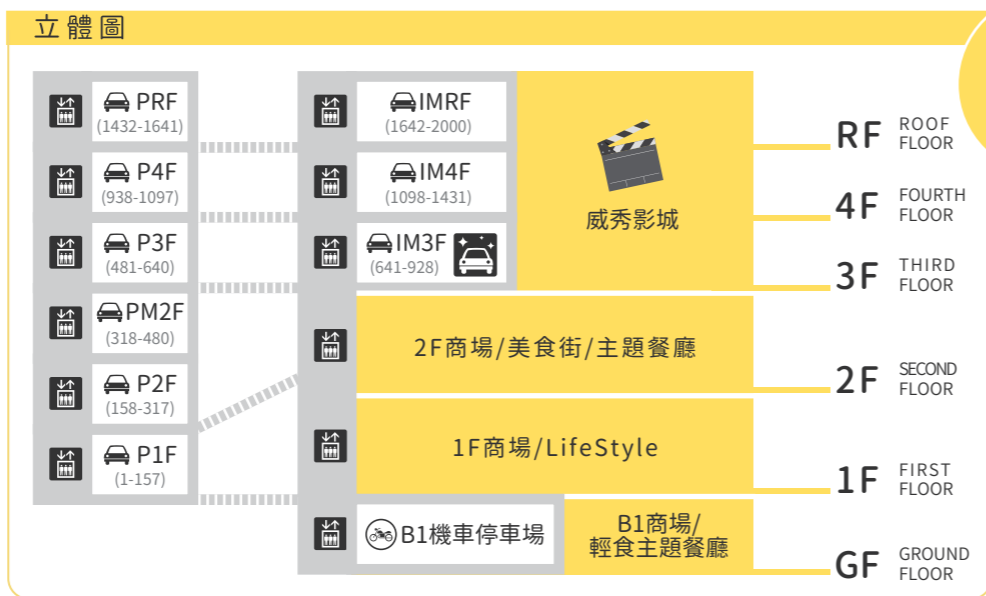 立體圖
PRF
(1432-1641)
P4F
(938-1097)
P3F
(481-640)
PM2F
(318-480)
P2F
(158-317)
P1F
(1-157)
IMRF
(1642-2000)
IM4F
(1098-1431)
IM3F
(641-928)
威秀影城
2F商場/美食街/主題餐廳
1F商場/LifeStyle
B1機車停車場
B1商場/
輕食主題餐廳
RF ROOF
FLOOR
4F FOURTH
FLOOR
3F THIRD
FLOOR
2F SECOND
FLOOR
1F FIRST
FLOOR
GF GROUND
FLOOR